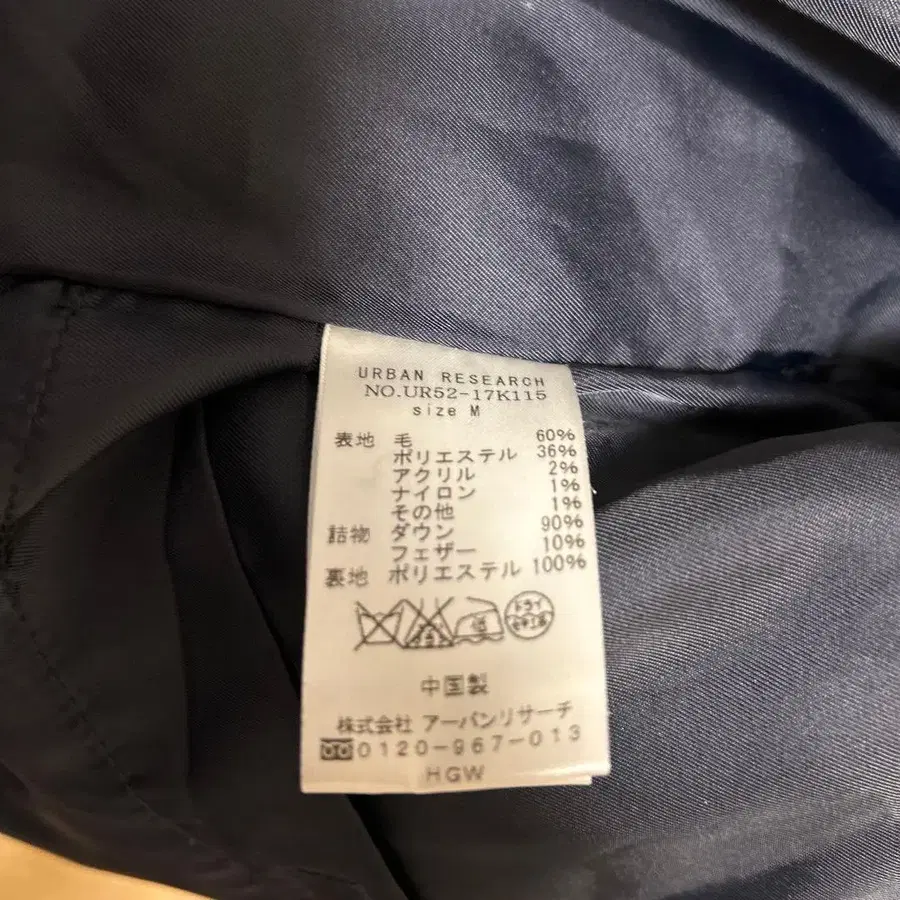 URBAN RESEARCH
NO.UR52-17K115
size M
表地 毛 60%
ポリエステル 36%
アクリル 2%
ナイロン 1%
その他 1%
詰物 ダウン 90%
フェザー 10%
裏地 ポリエステル 100%
低 ドライ
中国製
株式会社 アーバンリサーチ
0120-967-013
HGW